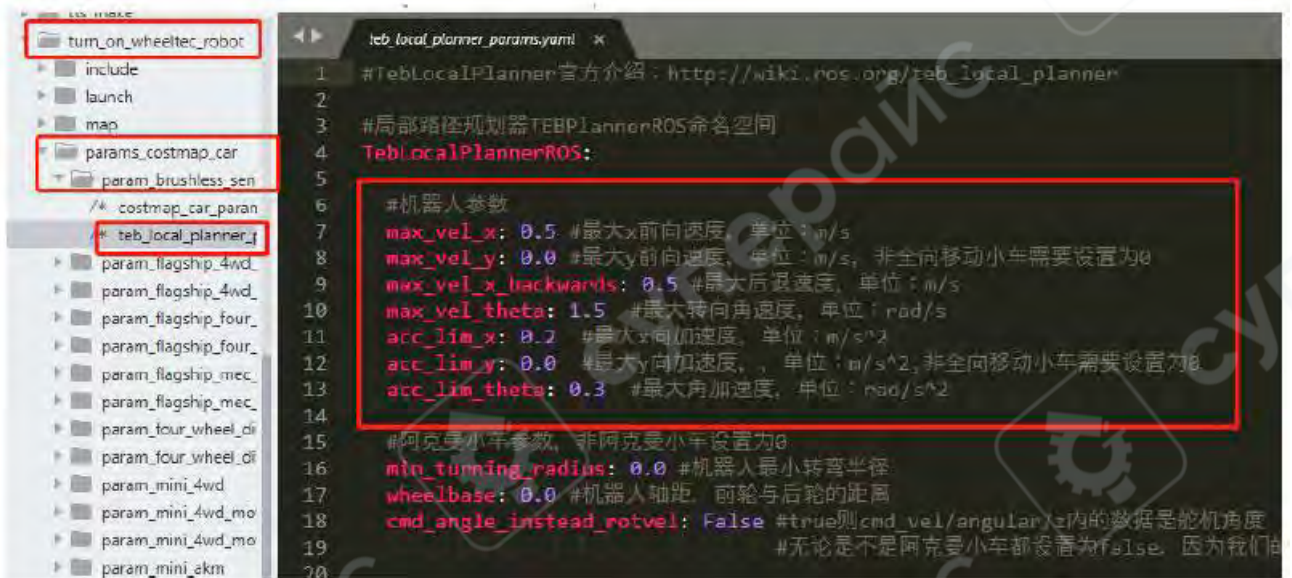 tts_make
turn_on_wheeltec_robot
include
launch
map
params_costmap_car
param_brushless_sen
/* costmap_car_param
/* teb_local_planner_p
param_flagship_4wd_
param_flagship_4wd_
param_flagship_four_
param_flagship_four_
param_flagship_mec_
param_flagship_mec_
param_four_wheel_di
param_four_wheel_di
param_mini_4wd
param_mini_4wd_mo
param_mini_4wd_mo
param_mini_akm
teb_local_planner_params.yaml ×
1 #TebLocalPlanner官方介绍：http://wiki.ros.org/teb_local_planner
2
3 #局部路径规划器TEBPlannerROS命名空间
4 TebLocalPlannerROS:
5
6 #机器人参数
7 max_vel_x: 0.5 #最大x前向速度，单位：m/s
8 max_vel_y: 0.0 #最大y前向速度，单位：m/s，非全向移动小车需要设置为0
9 max_vel_x_backwards: 0.5 #最大后退速度，单位：m/s
10 max_vel_theta: 1.5 #最大转向角速度，单位：rad/s
11 acc_lim_x: 0.2 #最大x向加速度，单位：m/s^2
12 acc_lim_y: 0.0 #最大y向加速度，，单位：m/s^2,非全向移动小车需要设置为0
13 acc_lim_theta: 0.3 #最大角加速度，单位：rad/s^2
14
15 #阿克曼小车参数，非阿克曼小车设置为0
16 min_turning_radius: 0.0 #机器人最小转弯半径
17 wheelbase: 0.0 #机器人轴距，前轮与后轮的距离
18 cmd_angle_instead_rotvel: False #true则cmd_vel/angular/z内的数据是舵机角度
19 #无论是不是阿克曼小车都设置为false，因为我们的
20
суперайс